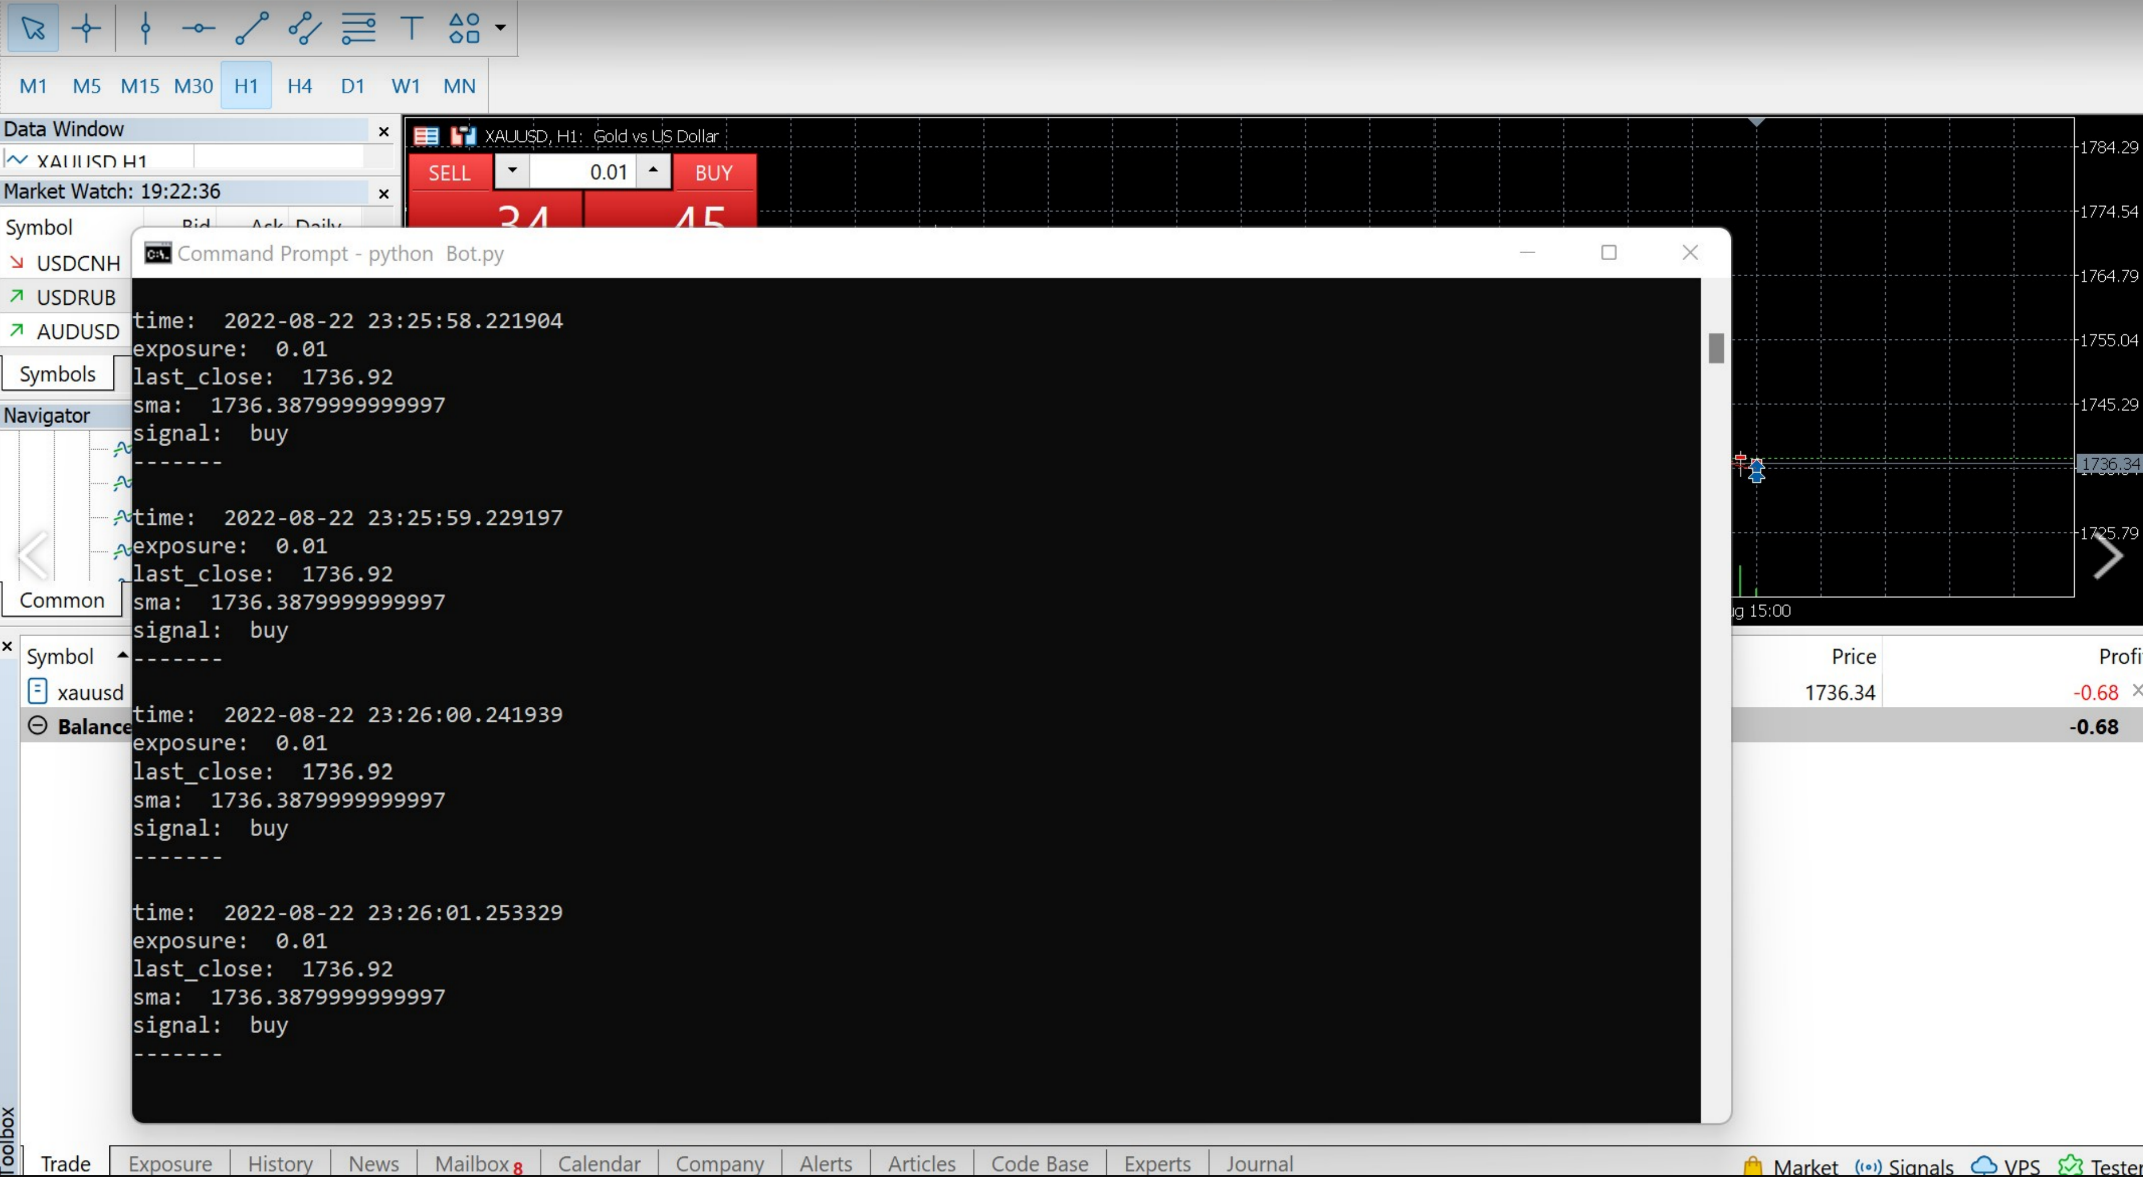 M1 M5 M15 M30 H1 H4 D1 W1 MN
Data Window
XAUUSD,H1: Gold vs US Dollar
1784.29
SELL 0.01 BUY
34 45
Market Watch: 19:22:36
1774.54
Symbol Bid Ask Daily
Command Prompt - python Bot.py
USDCNH
USDRUB
AUDUSD
Symbols
Navigator
Common
time: 2022-08-22 23:25:58.221904
exposure: 0.01
last_close: 1736.92
sma: 1736.3879999999997
signal: buy
-------
time: 2022-08-22 23:25:59.229197
exposure: 0.01
last_close: 1736.92
sma: 1736.3879999999997
signal: buy
-------
time: 2022-08-22 23:26:00.241939
exposure: 0.01
last_close: 1736.92
sma: 1736.3879999999997
signal: buy
-------
time: 2022-08-22 23:26:01.253329
exposure: 0.01
last_close: 1736.92
sma: 1736.3879999999997
signal: buy
-------
1764.79
1755.04
1745.29
1736.34
1725.79
ug 15:00
Symbol Price Profi
xauusd 1736.34 -0.68
Balance -0.68
Toolbox
Trade Exposure History News Mailbox 8 Calendar Company Alerts Articles Code Base Experts Journal
Market Signals VPS Tester